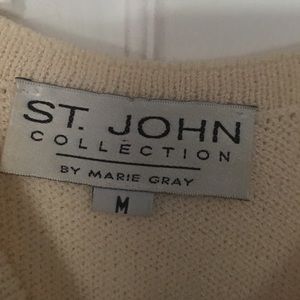 ST. JOHN
COLLECTION
BY MARIE GRAY
M